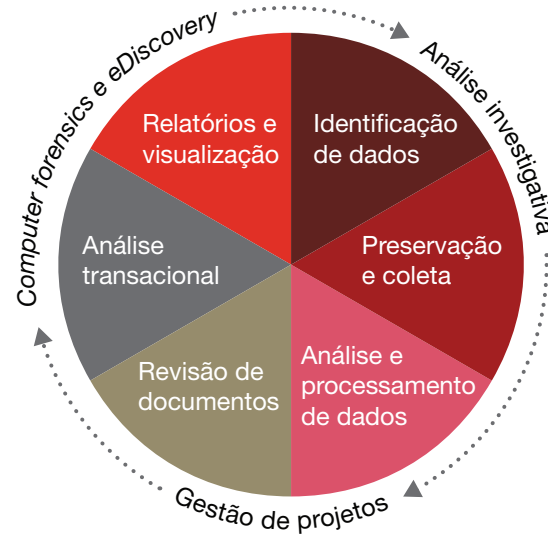 Computer forensics e eDiscovery
Análise investigativa
Relatórios e
visualização
Identificação
de dados
Análise
transacional
Preservação
e coleta
Revisão de
documentos
Análise e
processamento
de dados
Gestão de projetos